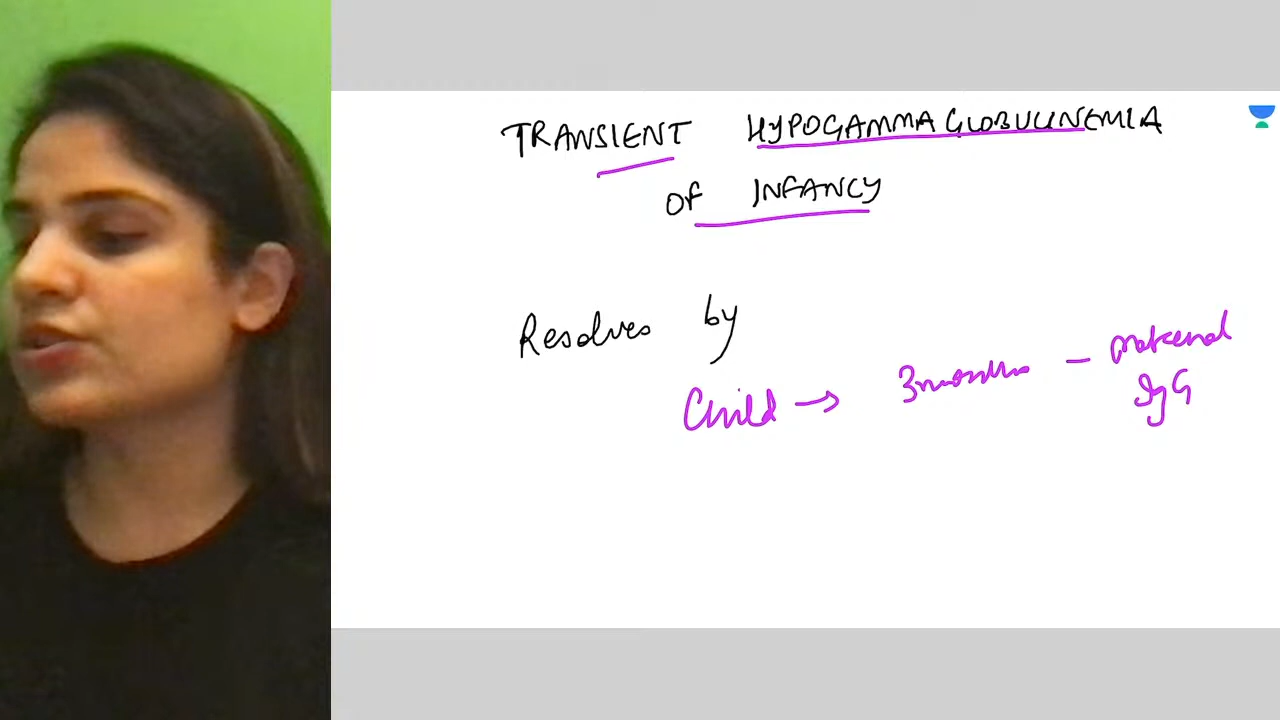 TRANSIENT HYPOGAMMAGLOBULINEMIA
OF INFANCY
Resolves by
Child → 3months - maternal
IgG